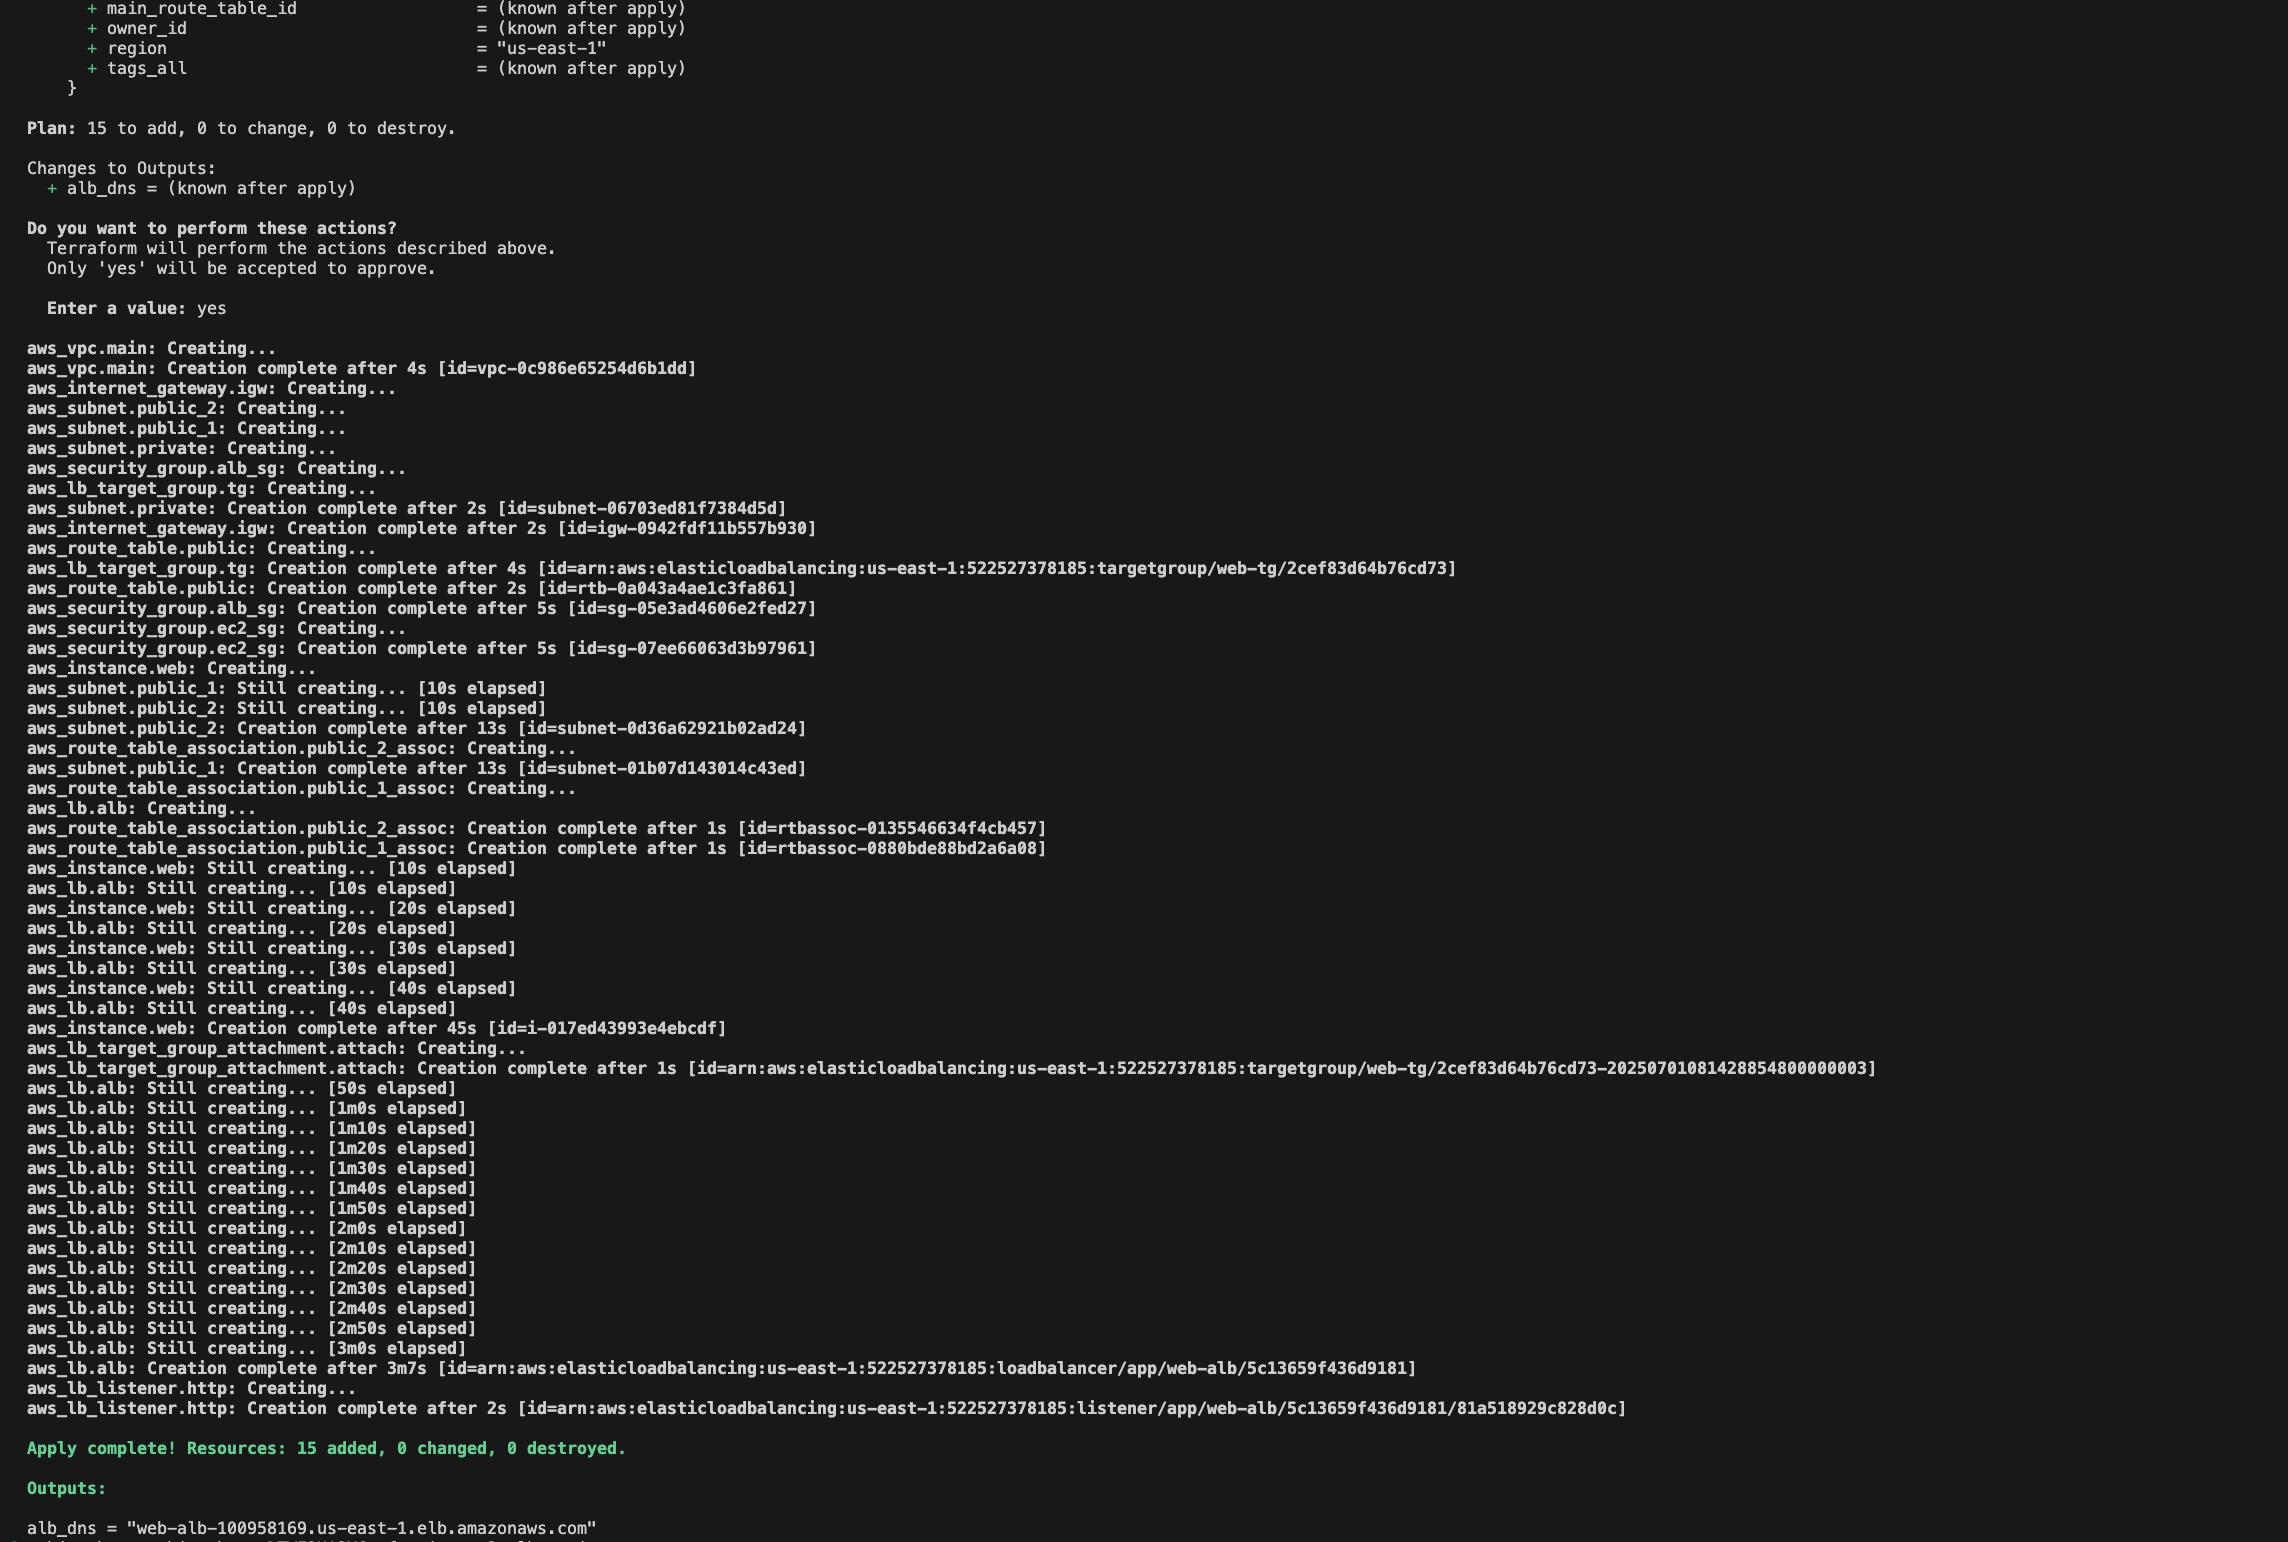 + main_route_table_id                  = (known after apply)
+ owner_id                             = (known after apply)
+ region                               = "us-east-1"
+ tags_all                             = (known after apply)
}
Plan: 15 to add, 0 to change, 0 to destroy.
Changes to Outputs:
+ alb_dns = (known after apply)
Do you want to perform these actions?
Terraform will perform the actions described above.
Only 'yes' will be accepted to approve.
Enter a value: yes
aws_vpc.main: Creating...
aws_vpc.main: Creation complete after 4s [id=vpc-0c986e65254d6b1dd]
aws_internet_gateway.igw: Creating...
aws_subnet.public_2: Creating...
aws_subnet.public_1: Creating...
aws_subnet.private: Creating...
aws_security_group.alb_sg: Creating...
aws_lb_target_group.tg: Creating...
aws_subnet.private: Creation complete after 2s [id=subnet-06703ed81f7384d5d]
aws_internet_gateway.igw: Creation complete after 2s [id=igw-0942fdf11b557b930]
aws_route_table.public: Creating...
aws_lb_target_group.tg: Creation complete after 4s [id=arn:aws:elasticloadbalancing:us-east-1:522527378185:targetgroup/web-tg/2cef83d64b76cd73]
aws_route_table.public: Creation complete after 2s [id=rtb-0a043a4ae1c3fa861]
aws_security_group.alb_sg: Creation complete after 5s [id=sg-05e3ad4606e2fed27]
aws_security_group.ec2_sg: Creating...
aws_security_group.ec2_sg: Creation complete after 5s [id=sg-07ee66063d3b97961]
aws_instance.web: Creating...
aws_subnet.public_1: Still creating... [10s elapsed]
aws_subnet.public_2: Still creating... [10s elapsed]
aws_subnet.public_2: Creation complete after 13s [id=subnet-0d36a62921b02ad24]
aws_route_table_association.public_2_assoc: Creating...
aws_subnet.public_1: Creation complete after 13s [id=subnet-01b07d143014c43ed]
aws_route_table_association.public_1_assoc: Creating...
aws_lb.alb: Creating...
aws_route_table_association.public_2_assoc: Creation complete after 1s [id=rtbassoc-0135546634f4cb457]
aws_route_table_association.public_1_assoc: Creation complete after 1s [id=rtbassoc-0880bde88bd2a6a08]
aws_instance.web: Still creating... [10s elapsed]
aws_lb.alb: Still creating... [10s elapsed]
aws_instance.web: Still creating... [20s elapsed]
aws_lb.alb: Still creating... [20s elapsed]
aws_instance.web: Still creating... [30s elapsed]
aws_lb.alb: Still creating... [30s elapsed]
aws_instance.web: Still creating... [40s elapsed]
aws_lb.alb: Still creating... [40s elapsed]
aws_instance.web: Creation complete after 45s [id=i-017ed43993e4ebcdf]
aws_lb_target_group_attachment.attach: Creating...
aws_lb_target_group_attachment.attach: Creation complete after 1s [id=arn:aws:elasticloadbalancing:us-east-1:522527378185:targetgroup/web-tg/2cef83d64b76cd73-20250701081428854800000003]
aws_lb.alb: Still creating... [50s elapsed]
aws_lb.alb: Still creating... [1m0s elapsed]
aws_lb.alb: Still creating... [1m10s elapsed]
aws_lb.alb: Still creating... [1m20s elapsed]
aws_lb.alb: Still creating... [1m30s elapsed]
aws_lb.alb: Still creating... [1m40s elapsed]
aws_lb.alb: Still creating... [1m50s elapsed]
aws_lb.alb: Still creating... [2m0s elapsed]
aws_lb.alb: Still creating... [2m10s elapsed]
aws_lb.alb: Still creating... [2m20s elapsed]
aws_lb.alb: Still creating... [2m30s elapsed]
aws_lb.alb: Still creating... [2m40s elapsed]
aws_lb.alb: Still creating... [2m50s elapsed]
aws_lb.alb: Still creating... [3m0s elapsed]
aws_lb.alb: Creation complete after 3m7s [id=arn:aws:elasticloadbalancing:us-east-1:522527378185:loadbalancer/app/web-alb/5c13659f436d9181]
aws_lb_listener.http: Creating...
aws_lb_listener.http: Creation complete after 2s [id=arn:aws:elasticloadbalancing:us-east-1:522527378185:listener/app/web-alb/5c13659f436d9181/81a518929c828d0c]
Apply complete! Resources: 15 added, 0 changed, 0 destroyed.
Outputs:
alb_dns = "web-alb-100958169.us-east-1.elb.amazonaws.com"